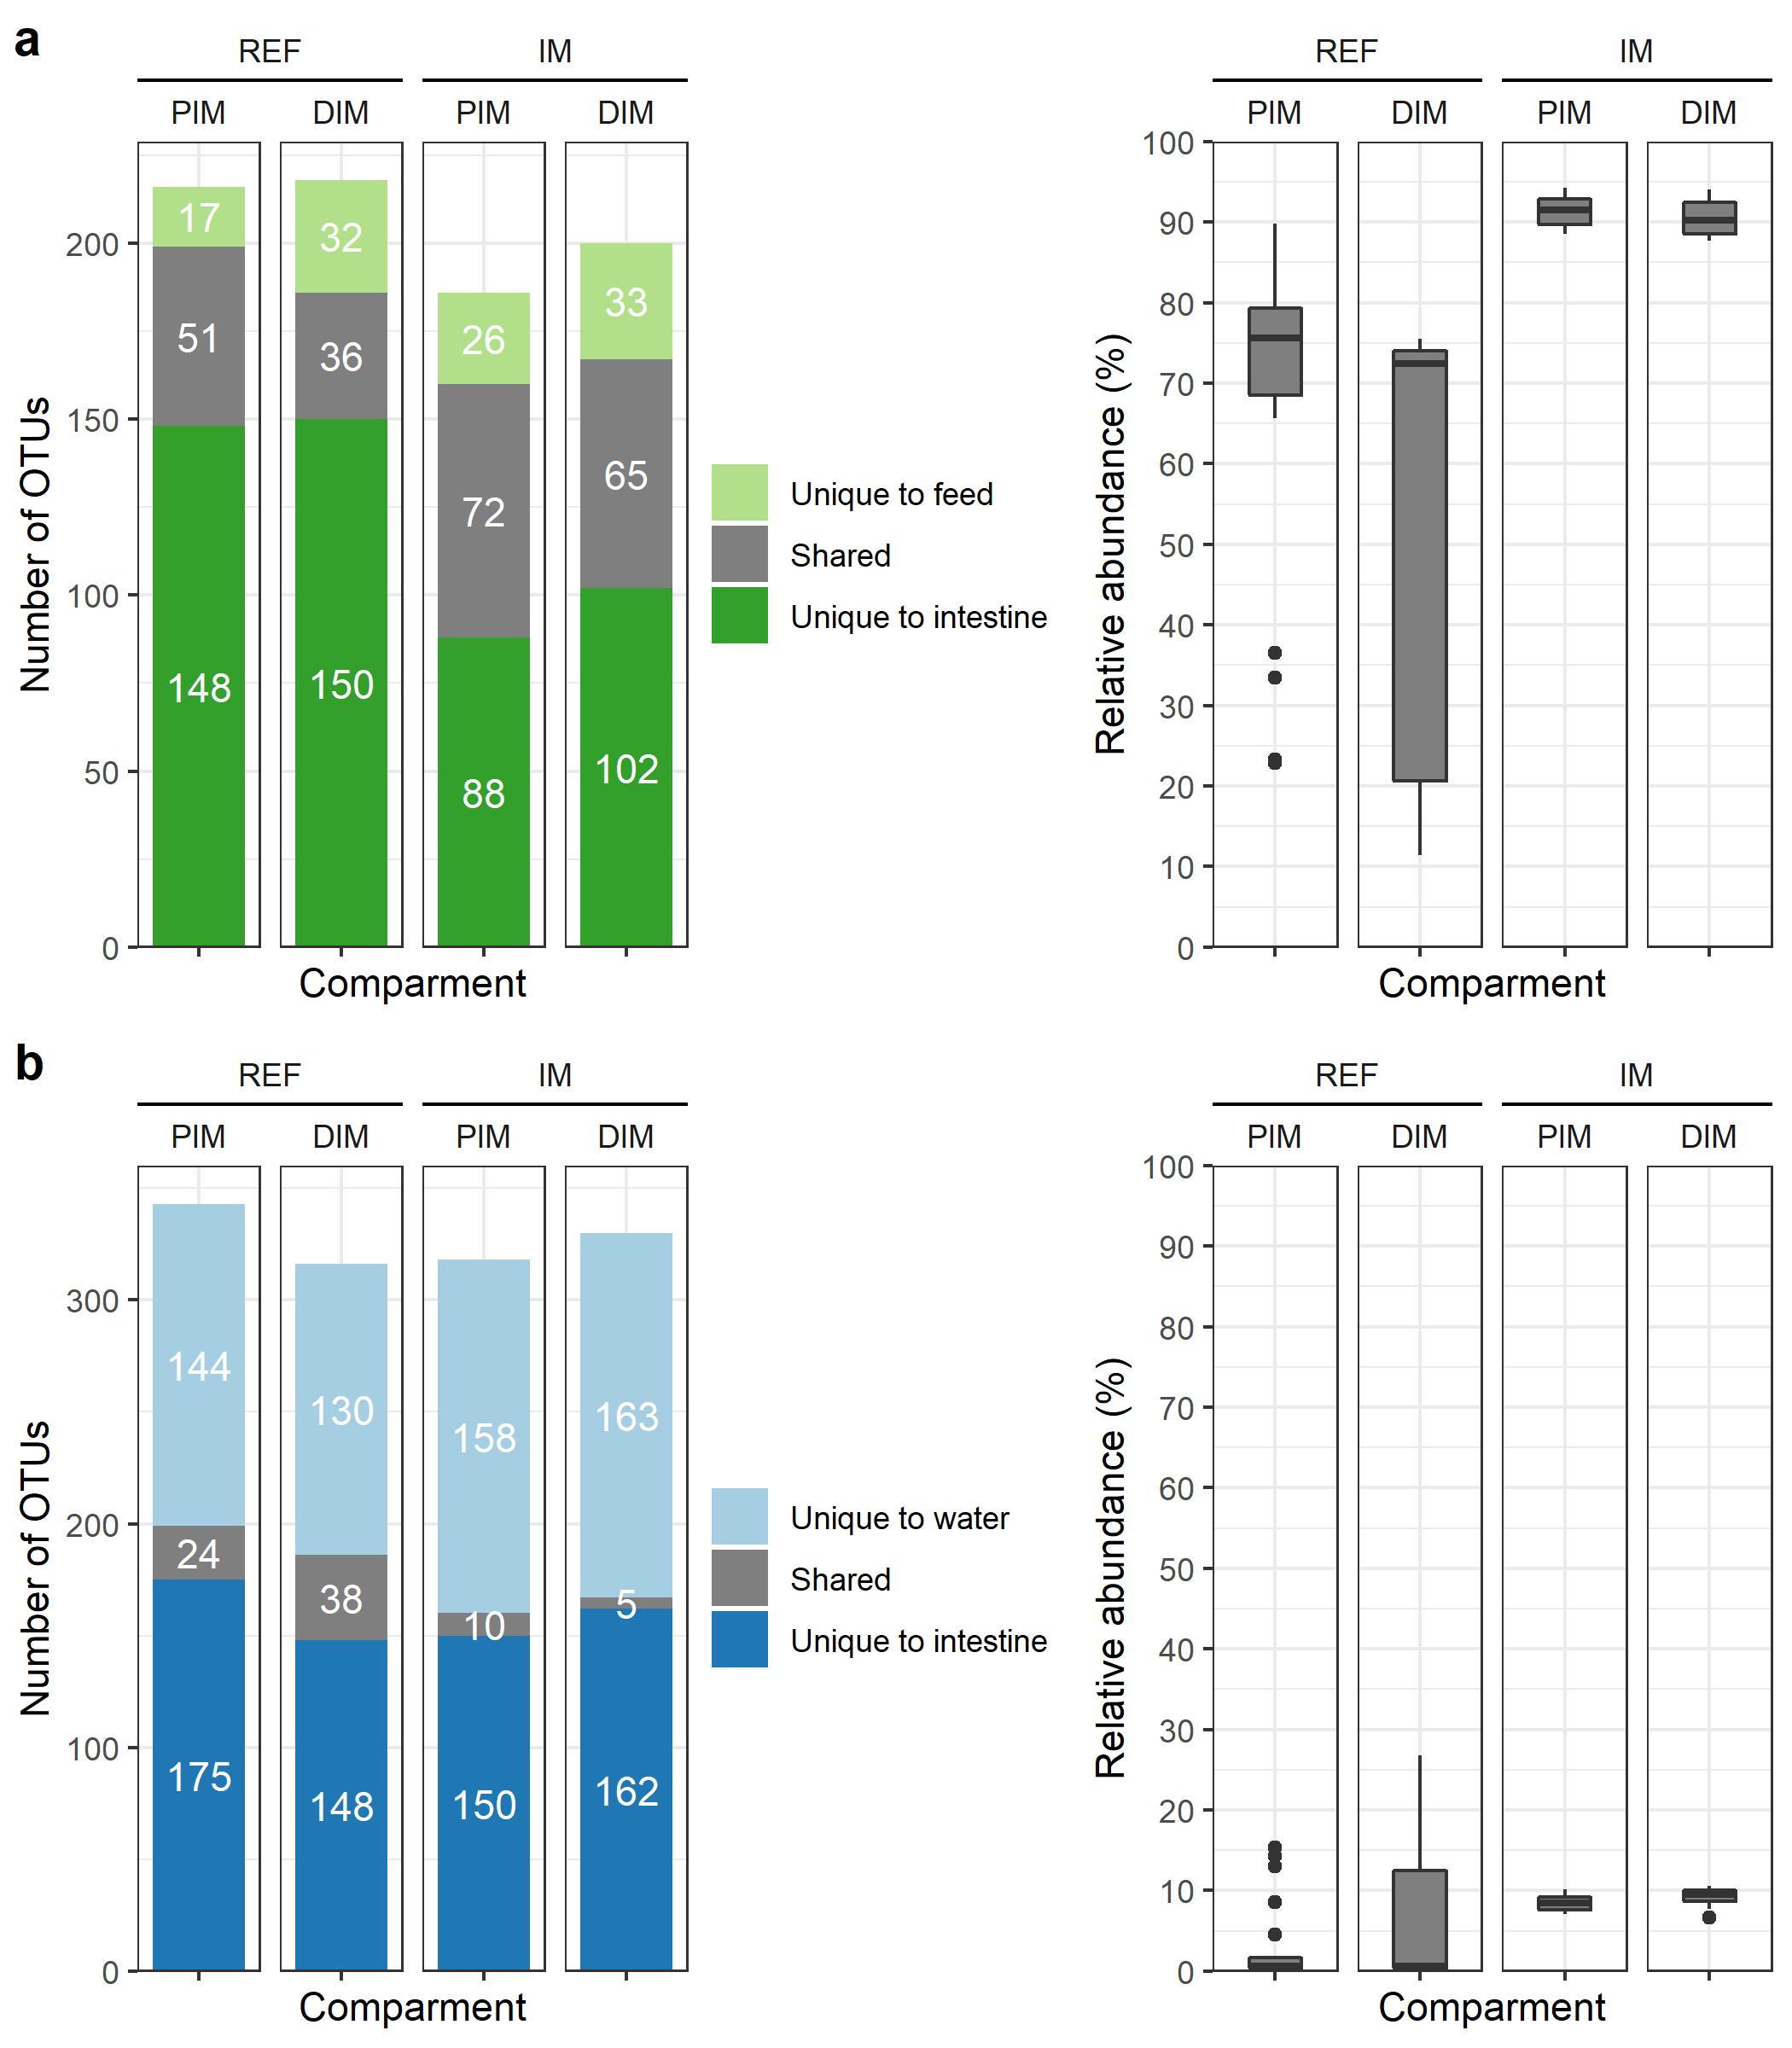 a
REF IM
PIM DIM PIM DIM
Number of OTUs
200
150
100
50
0
17
51
148
32
36
150
26
72
88
33
65
102
Comparment
Unique to feed
Shared
Unique to intestine
REF IM
PIM DIM PIM DIM
Relative abundance (%)
100
90
80
70
60
50
40
30
20
10
0
Comparment
b
REF IM
PIM DIM PIM DIM
Number of OTUs
300
200
100
0
144
24
175
130
38
148
158
10
150
163
5
162
Comparment
Unique to water
Shared
Unique to intestine
REF IM
PIM DIM PIM DIM
Relative abundance (%)
100
90
80
70
60
50
40
30
20
10
0
Comparment